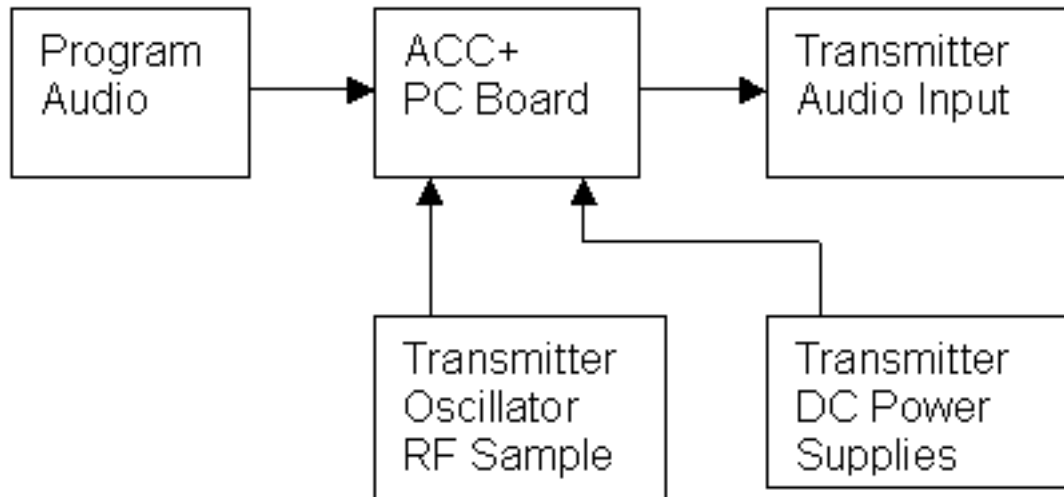 Program
Audio
ACC+
PC Board
Transmitter
Audio Input
Transmitter
Oscillator
RF Sample
Transmitter
DC Power
Supplies